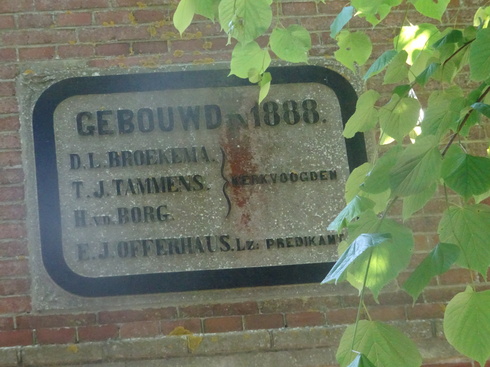 GEBOUWD IN 1888.
D.L. BROEKEMA.
T.J. TAMMENS. KERKVOOGDEN
H.v.D. BORG.
E.J. OFFERHAUS. Lz: PREDIKANT